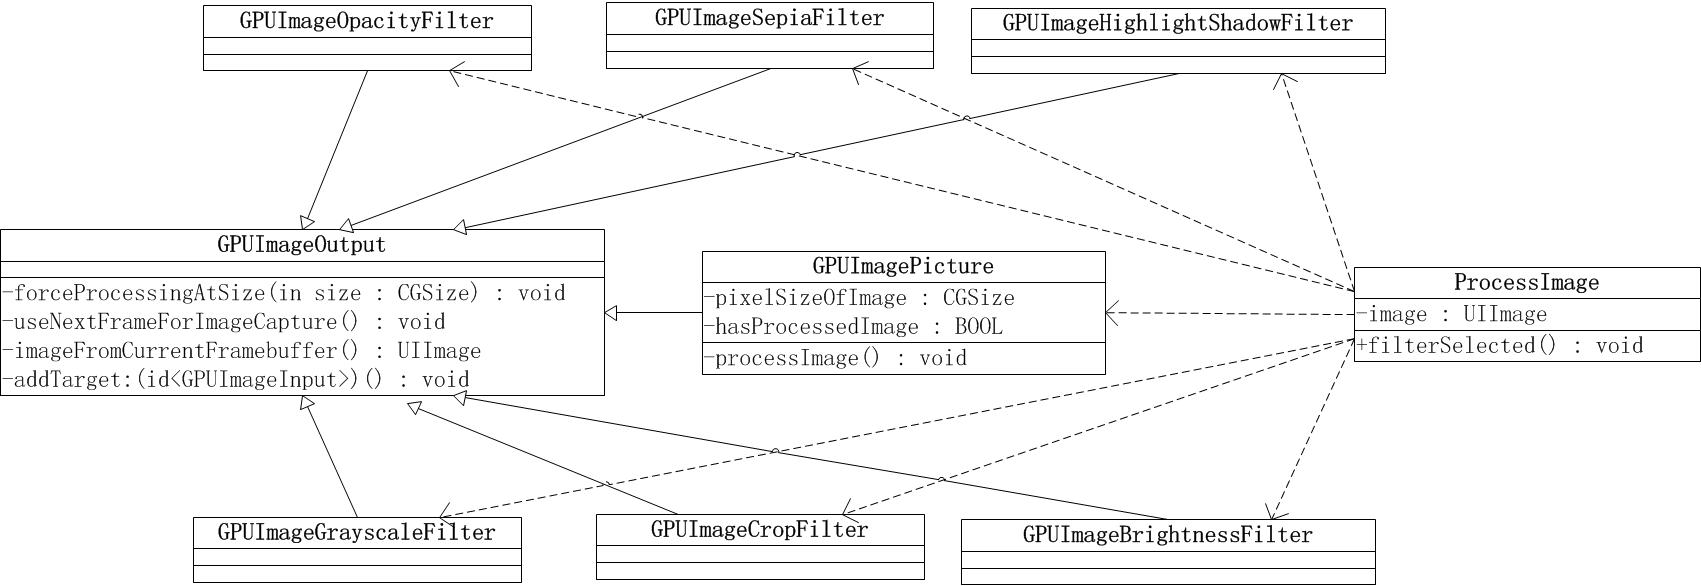 GPUImageOpacityFilter
GPUImageSepiaFilter
GPUImageHighlightShadowFilter
GPUImageOutput
-forceProcessingAtSize(in size : CGSize) : void
-useNextFrameForImageCapture() : void
-imageFromCurrentFramebuffer() : UIImage
-addTarget:(id<GPUImageInput>)() : void
GPUImagePicture
-pixelSizeOfImage : CGSize
-hasProcessedImage : BOOL
-processImage() : void
ProcessImage
-image : UIImage
+filterSelected() : void
GPUImageGrayscaleFilter
GPUImageCropFilter
GPUImageBrightnessFilter